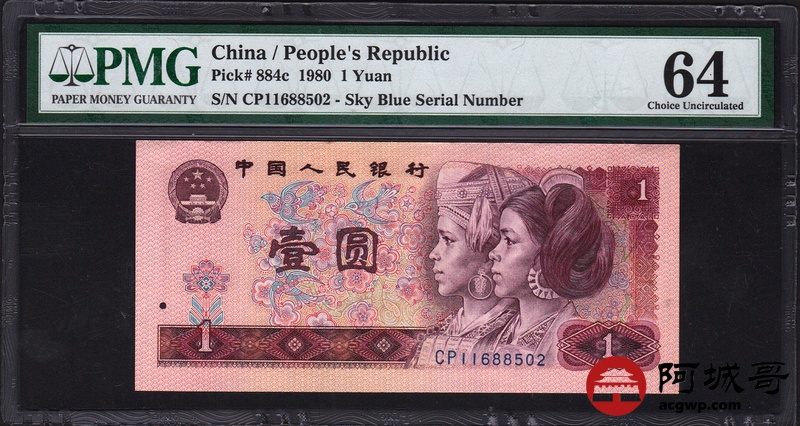 PMG
PAPER MONEY GUARANTY
China / People's Republic
Pick# 884c 1980 1 Yuan
S/N CP11688502 - Sky Blue Serial Number
64
Choice Uncirculated
中国人民银行
1
壹圆
1
CP11688502
1
阿城哥
acgwp.com